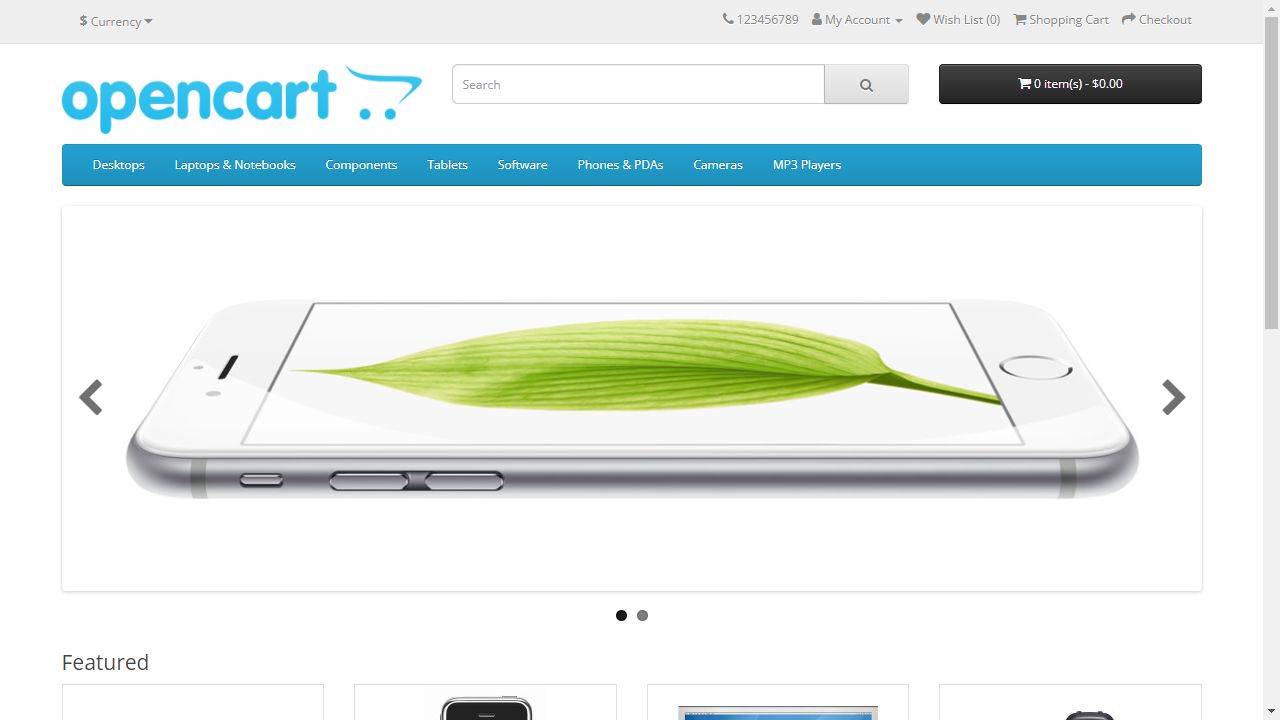 $ Currency
123456789 My Account Wish List (0) Shopping Cart Checkout
opencart
Search
0 item(s) - $0.00
Desktops Laptops & Notebooks Components Tablets Software Phones & PDAs Cameras MP3 Players
Featured